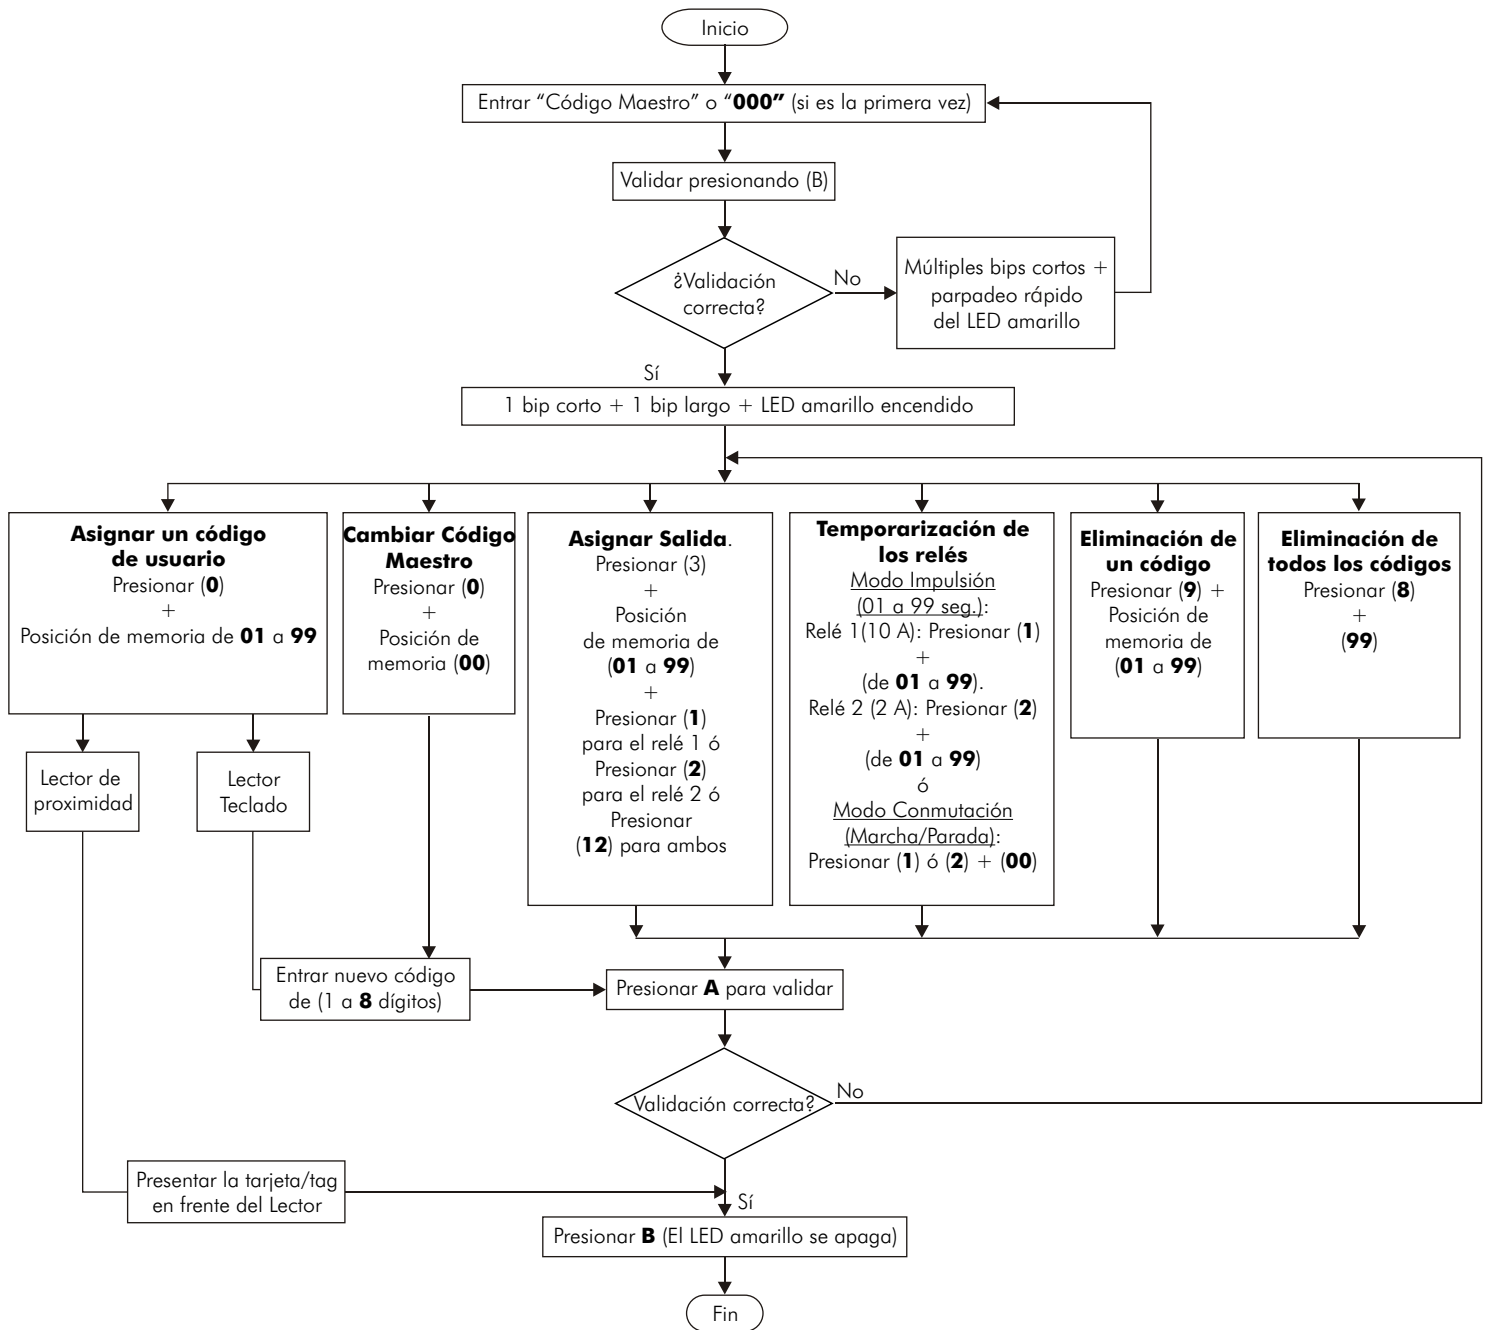 Inicio
Entrar “Código Maestro” o “000” (si es la primera vez)
Validar presionando (B)
¿Validación
correcta?
No
Múltiples bips cortos +
parpadeo rápido
del LED amarillo
Sí
1 bip corto + 1 bip largo + LED amarillo encendido
Asignar un código
de usuario
Presionar (0)
+
Posición de memoria de 01 a 99
Cambiar Código
Maestro
Presionar (0)
+
Posición de
memoria (00)
Asignar Salida.
Presionar (3)
+
Posición
de memoria de
(01 a 99)
+
Presionar (1)
para el relé 1 ó
Presionar (2)
para el relé 2 ó
Presionar
(12) para ambos
Temporarización de
los relés
Modo Impulsión
(01 a 99 seg.):
Relé 1(10 A): Presionar (1)
+
(de 01 a 99).
Relé 2 (2 A): Presionar (2)
+
(de 01 a 99)
ó
Modo Conmutación
(Marcha/Parada):
Presionar (1) ó (2) + (00)
Eliminación de
un código
Presionar (9) +
Posición de
memoria de
(01 a 99)
Eliminación de
todos los códigos
Presionar (8)
+
(99)
Lector de
proximidad
Lector
Teclado
Entrar nuevo código
de (1 a 8 dígitos)
Presionar A para validar
Validación correcta?
No
Presentar la tarjeta/tag
en frente del Lector
Sí
Presionar B (El LED amarillo se apaga)
Fin